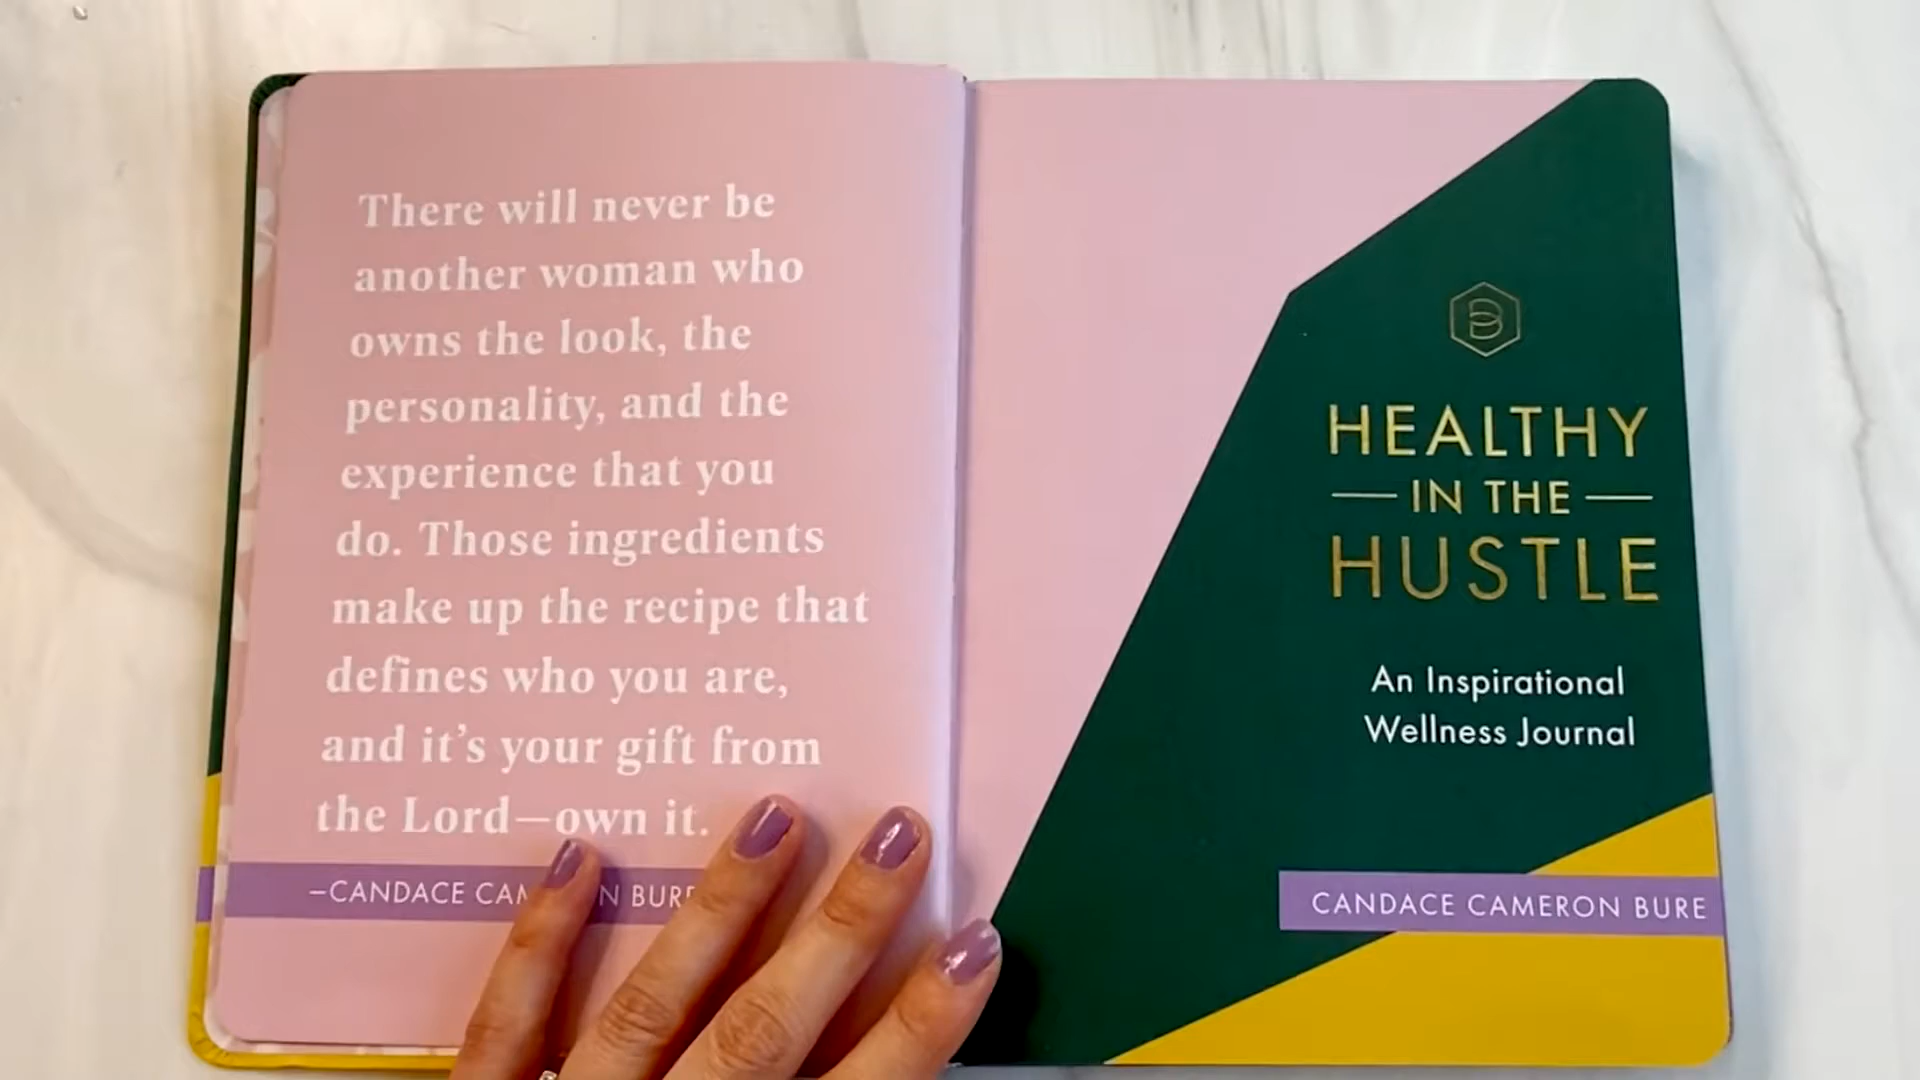 There will never be
another woman who
owns the look, the
personality, and the
experience that you
do. Those ingredients
make up the recipe that
defines who you are,
and it's your gift from
the Lord—own it.
—CANDACE BURE
HEALTHY
IN THE
HUSTLE
An Inspirational
Wellness Journal
CANDACE CAMERON BURE